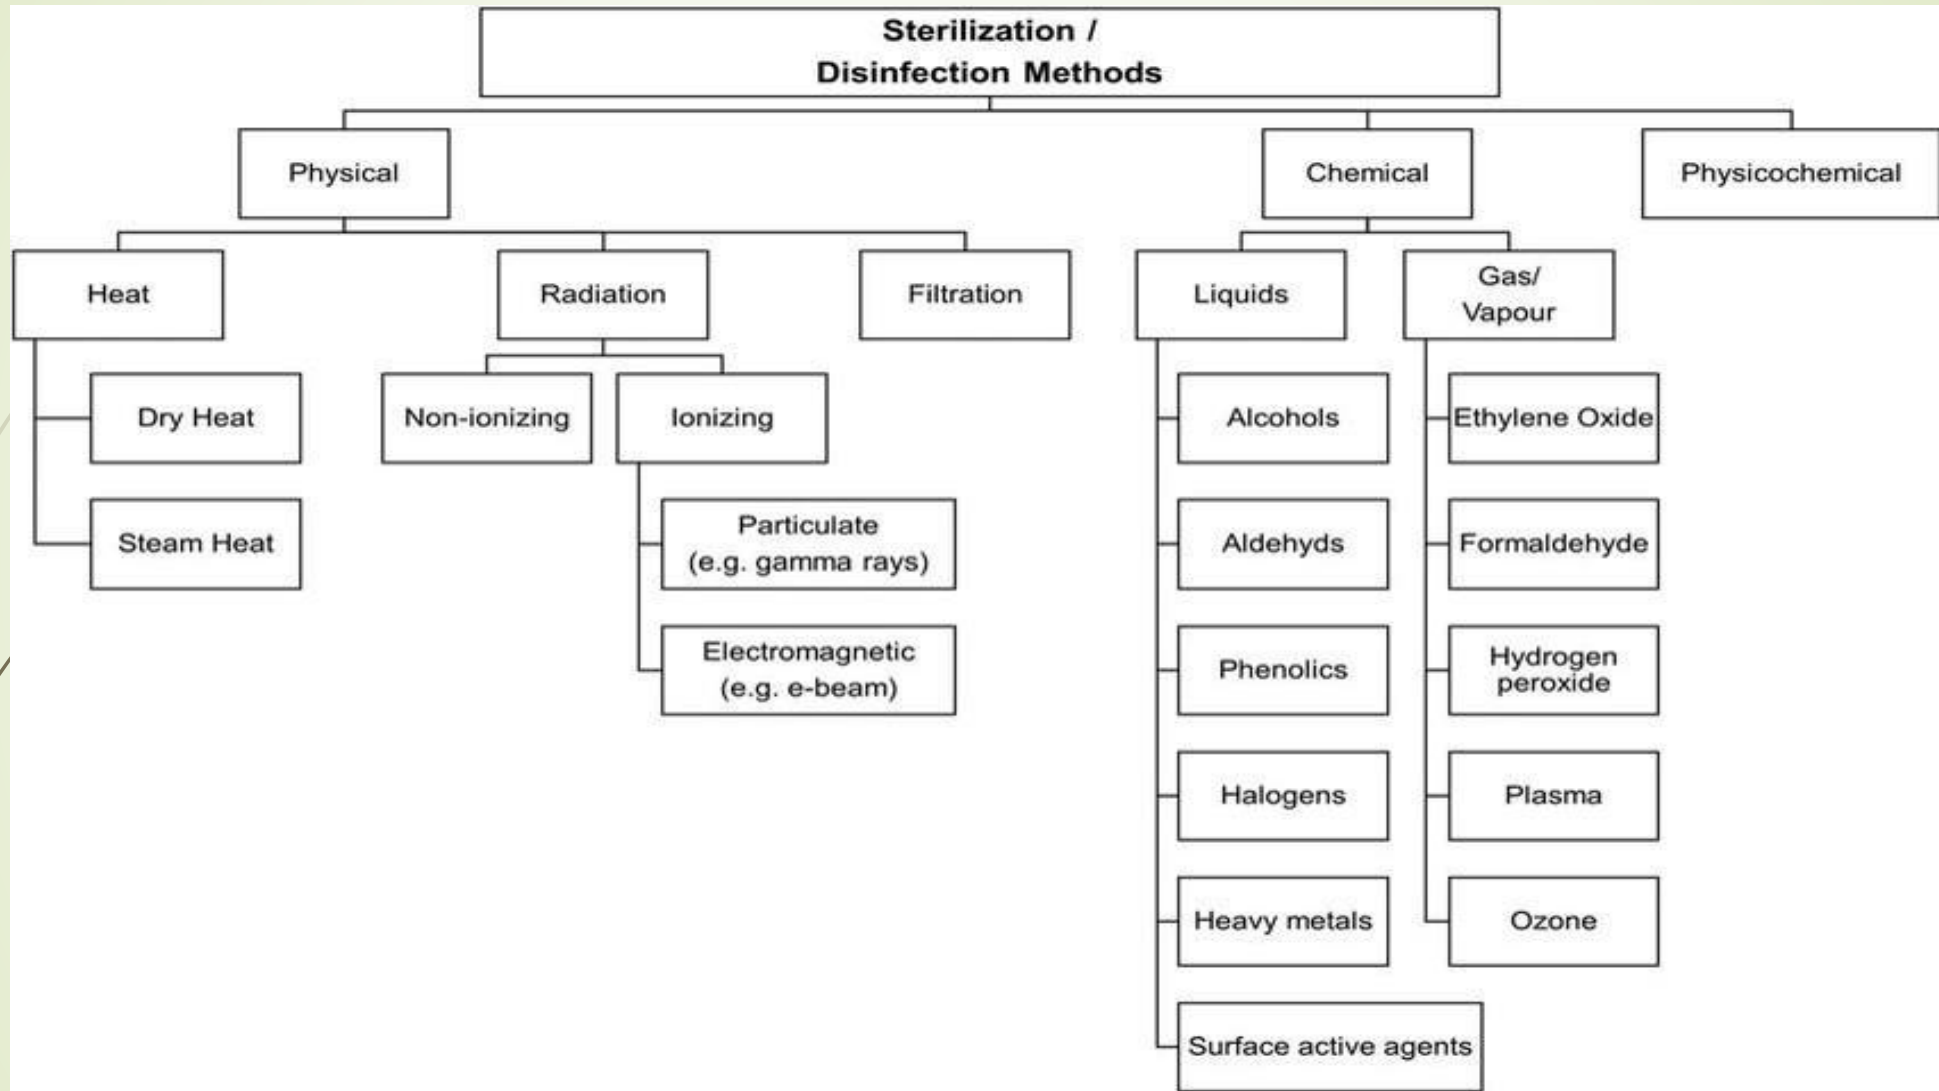 Sterilization /
Disinfection Methods
Physical
Chemical
Physicochemical
Heat
Radiation
Filtration
Liquids
Gas/
Vapour
Dry Heat
Steam Heat
Non-ionizing
Ionizing
Particulate
(e.g. gamma rays)
Electromagnetic
(e.g. e-beam)
Alcohols
Aldehyds
Phenolics
Halogens
Heavy metals
Surface active agents
Ethylene Oxide
Formaldehyde
Hydrogen
peroxide
Plasma
Ozone